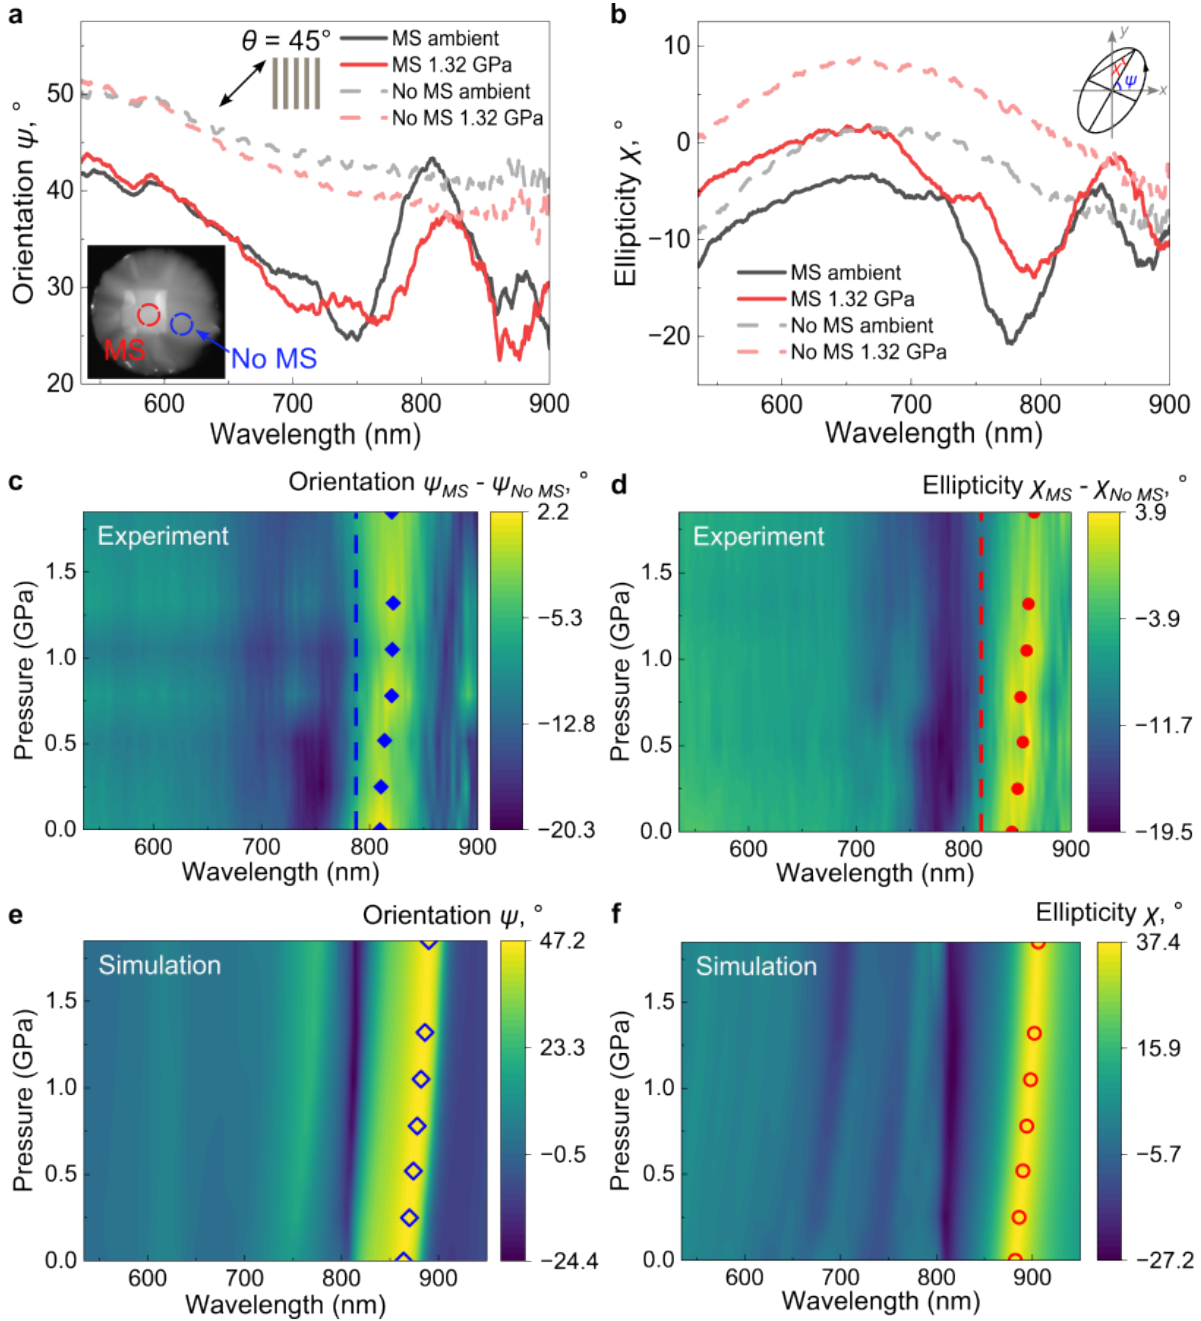 a
θ = 45°
MS ambient
MS 1.32 GPa
No MS ambient
No MS 1.32 GPa
Orientation ψ, °
50
40
30
20
MS
No MS
600
700
800
900
Wavelength (nm)
b
y
x
χ
ψ
Ellipticity χ, °
10
0
−10
−20
MS ambient
MS 1.32 GPa
No MS ambient
No MS 1.32 GPa
600
700
800
900
Wavelength (nm)
c
Orientation ψMS - ψNo MS, °
Experiment
Pressure (GPa)
1.5
1.0
0.5
0.0
600
700
800
900
Wavelength (nm)
2.2
−5.3
−12.8
−20.3
d
Ellipticity χMS - χNo MS, °
Experiment
Pressure (GPa)
1.5
1.0
0.5
0.0
600
700
800
900
Wavelength (nm)
3.9
−3.9
−11.7
−19.5
e
Orientation ψ, °
Simulation
Pressure (GPa)
1.5
1.0
0.5
0.0
600
700
800
900
Wavelength (nm)
47.2
23.3
−0.5
−24.4
f
Ellipticity χ, °
Simulation
Pressure (GPa)
1.5
1.0
0.5
0.0
600
700
800
900
Wavelength (nm)
37.4
15.9
−5.7
−27.2